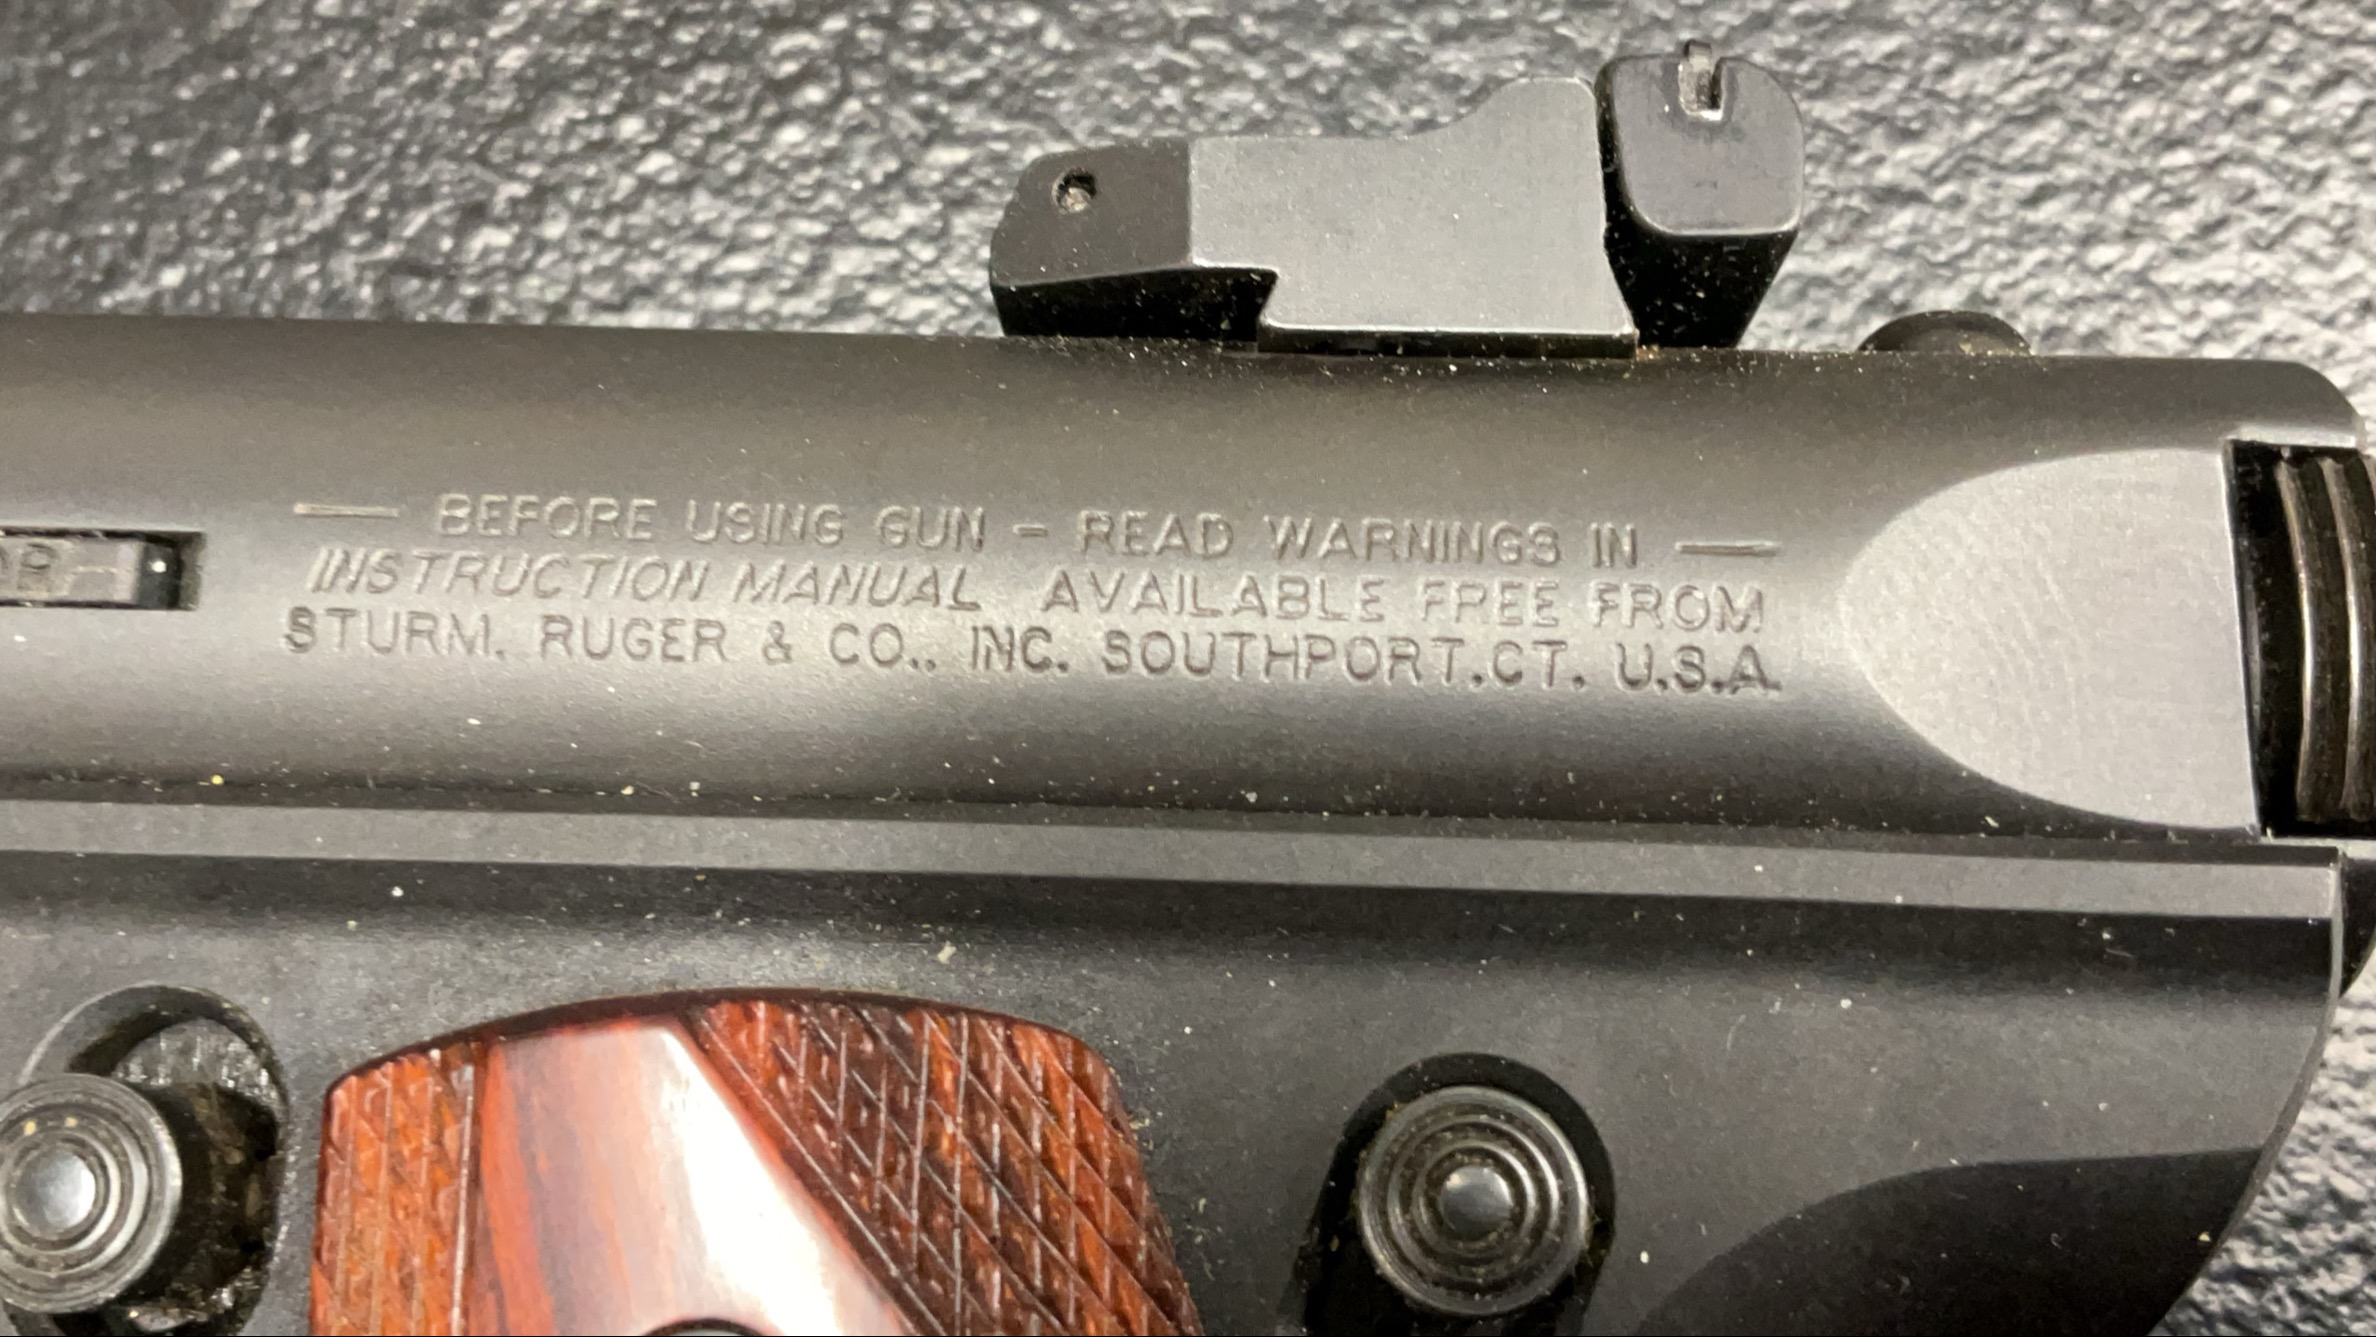 BEFORE USING GUN - READ WARNINGS IN
INSTRUCTION MANUAL AVAILABLE FREE FROM
STURM, RUGER & CO., INC. SOUTHPORT, CT. U.S.A.